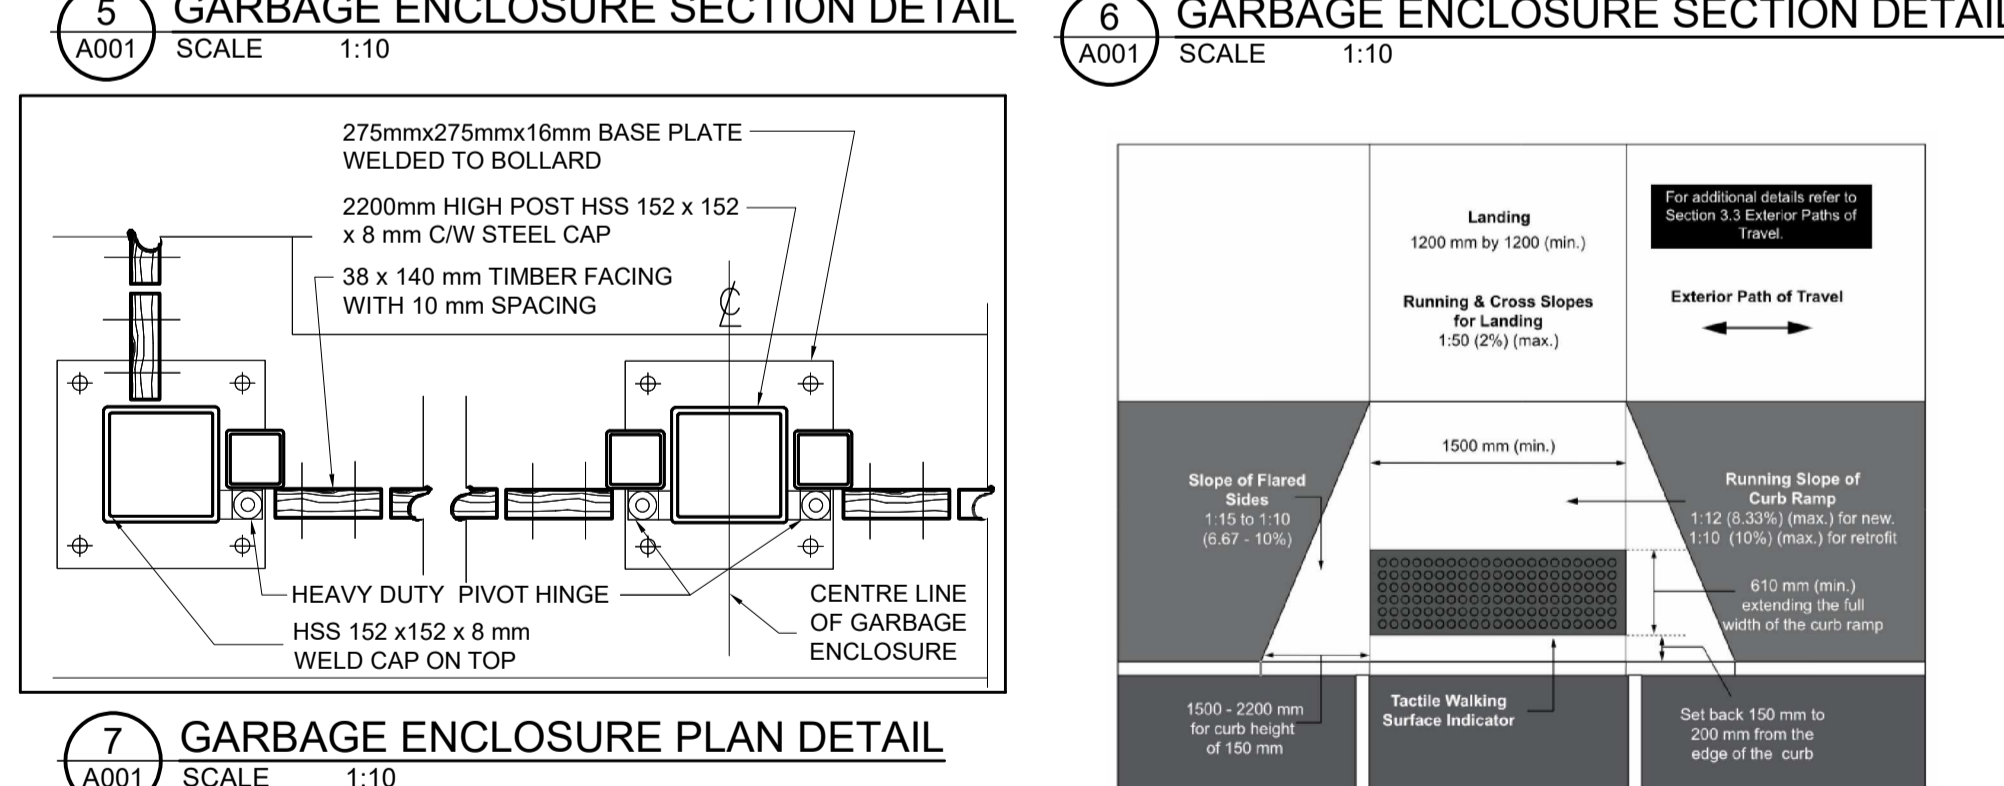 5
A001
GARBAGE ENCLOSURE SECTION DETAIL
SCALE 1:10
6
A001
GARBAGE ENCLOSURE SECTION DETAIL
SCALE 1:10
275mmx275mmx16mm BASE PLATE
WELDED TO BOLLARD
2200mm HIGH POST HSS 152 x 152
x 8 mm C/W STEEL CAP
38 x 140 mm TIMBER FACING
WITH 10 mm SPACING
HEAVY DUTY PIVOT HINGE
HSS 152 x152 x 8 mm
WELD CAP ON TOP
CENTRE LINE
OF GARBAGE
ENCLOSURE
7
A001
GARBAGE ENCLOSURE PLAN DETAIL
SCALE 1:10
Landing
1200 mm by 1200 (min.)
Running & Cross Slopes
for Landing
1:50 (2%) (max.)
For additional details refer to
Section 3.3 Exterior Paths of
Travel.
Exterior Path of Travel
1500 mm (min.)
Slope of Flared
Sides
1:15 to 1:10
(6.67 - 10%)
Running Slope of
Curb Ramp
1:12 (8.33%) (max.) for new.
1:10 (10%) (max.) for retrofit
610 mm (min.)
extending the full
width of the curb ramp
1500 - 2200 mm
for curb height
of 150 mm
Tactile Walking
Surface Indicator
Set back 150 mm to
200 mm from the
edge of the curb